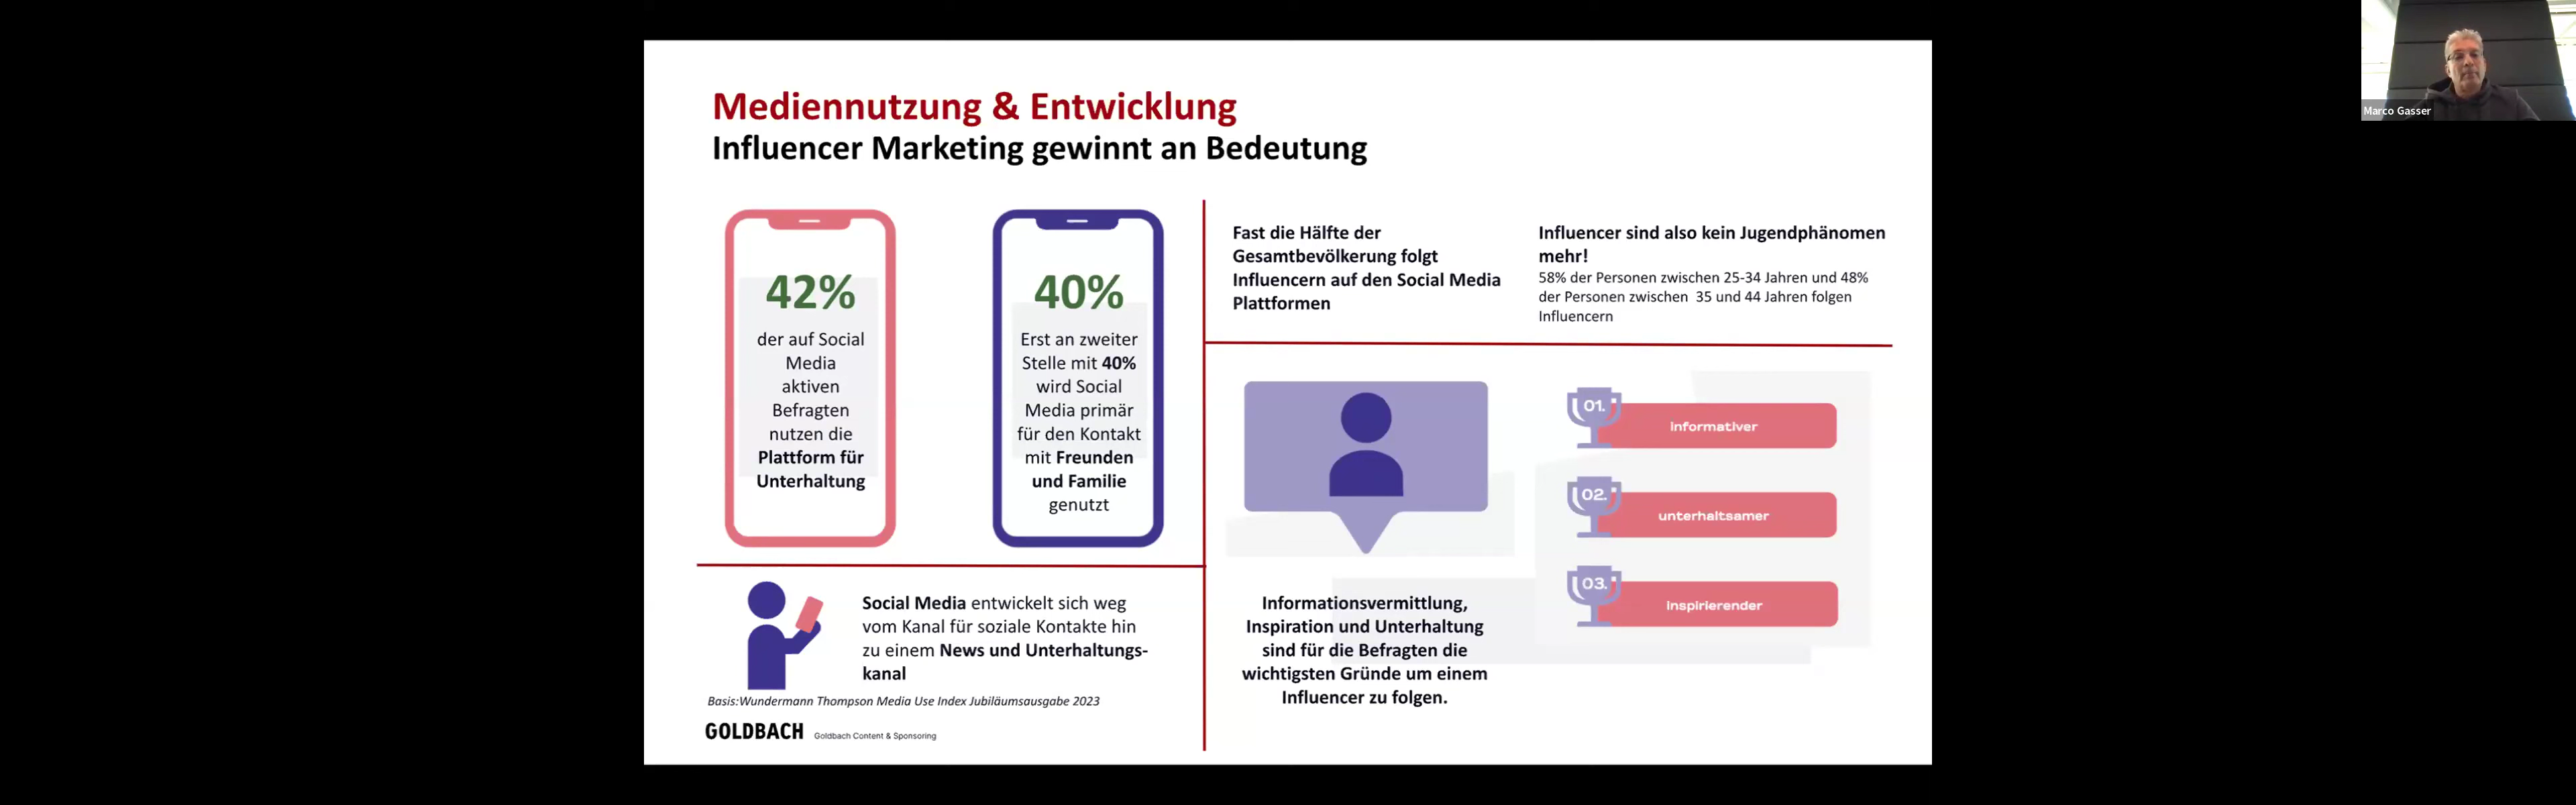 Mediennutzung & Entwicklung
Influencer Marketing gewinnt an Bedeutung
42%
der auf Social
Media
aktiven
Befragten
nutzen die
Plattform für
Unterhaltung
40%
Erst an zweiter
Stelle mit 40%
wird Social
Media primär
für den Kontakt
mit Freunden
und Familie
genutzt
Social Media entwickelt sich weg
vom Kanal für soziale Kontakte hin
zu einem News und Unterhaltungs-
kanal
Basis:Wundermann Thompson Media Use Index Jubiläumsausgabe 2023
GOLDBACH Goldbach Content & Sponsoring
Fast die Hälfte der
Gesamtbevölkerung folgt
Influencern auf den Social Media
Plattformen
Influencer sind also kein Jugendphänomen
mehr!
58% der Personen zwischen 25-34 Jahren und 48%
der Personen zwischen 35 und 44 Jahren folgen
Influencern
Informationsvermittlung,
Inspiration und Unterhaltung
sind für die Befragten die
wichtigsten Gründe um einem
Influencer zu folgen.
01. informativer
02. unterhaltsamer
03. inspirierender
Marco Gasser